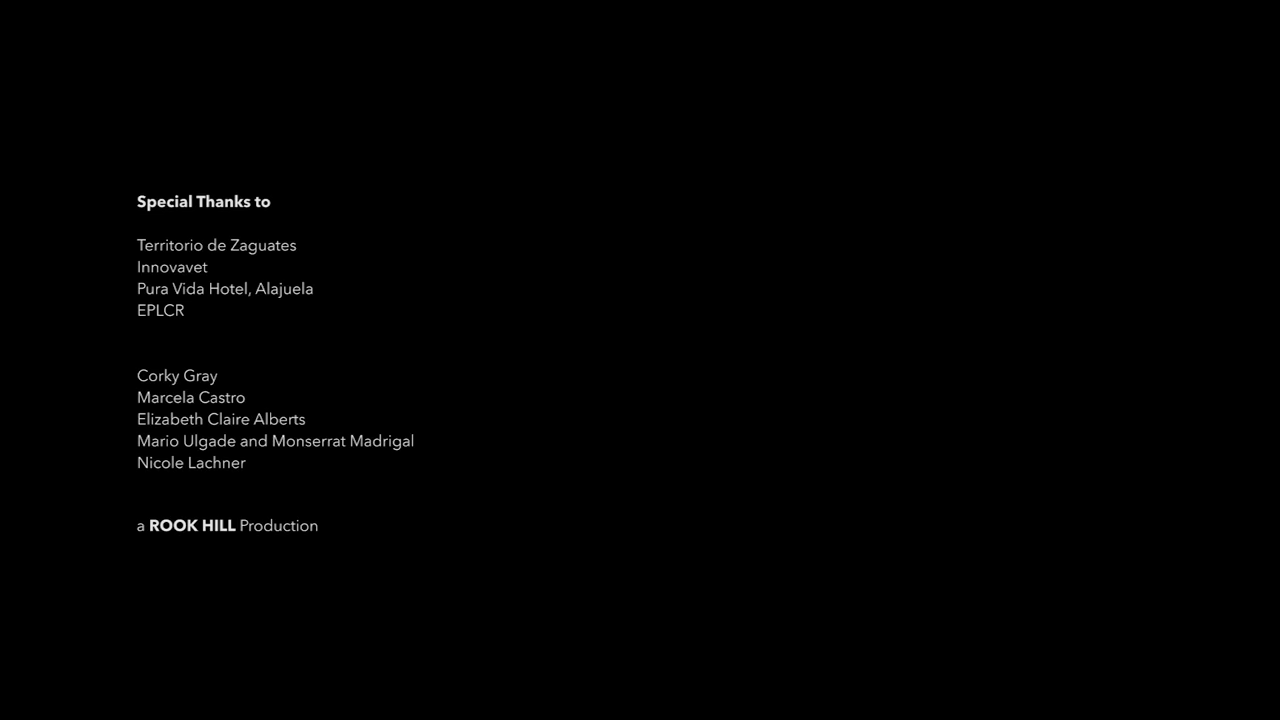 Special Thanks to
Territorio de Zaguates
Innovavet
Pura Vida Hotel, Alajuela
EPLCR
Corky Gray
Marcela Castro
Elizabeth Claire Alberts
Mario Ulgade and Monserrat Madrigal
Nicole Lachner
a ROOK HILL Production